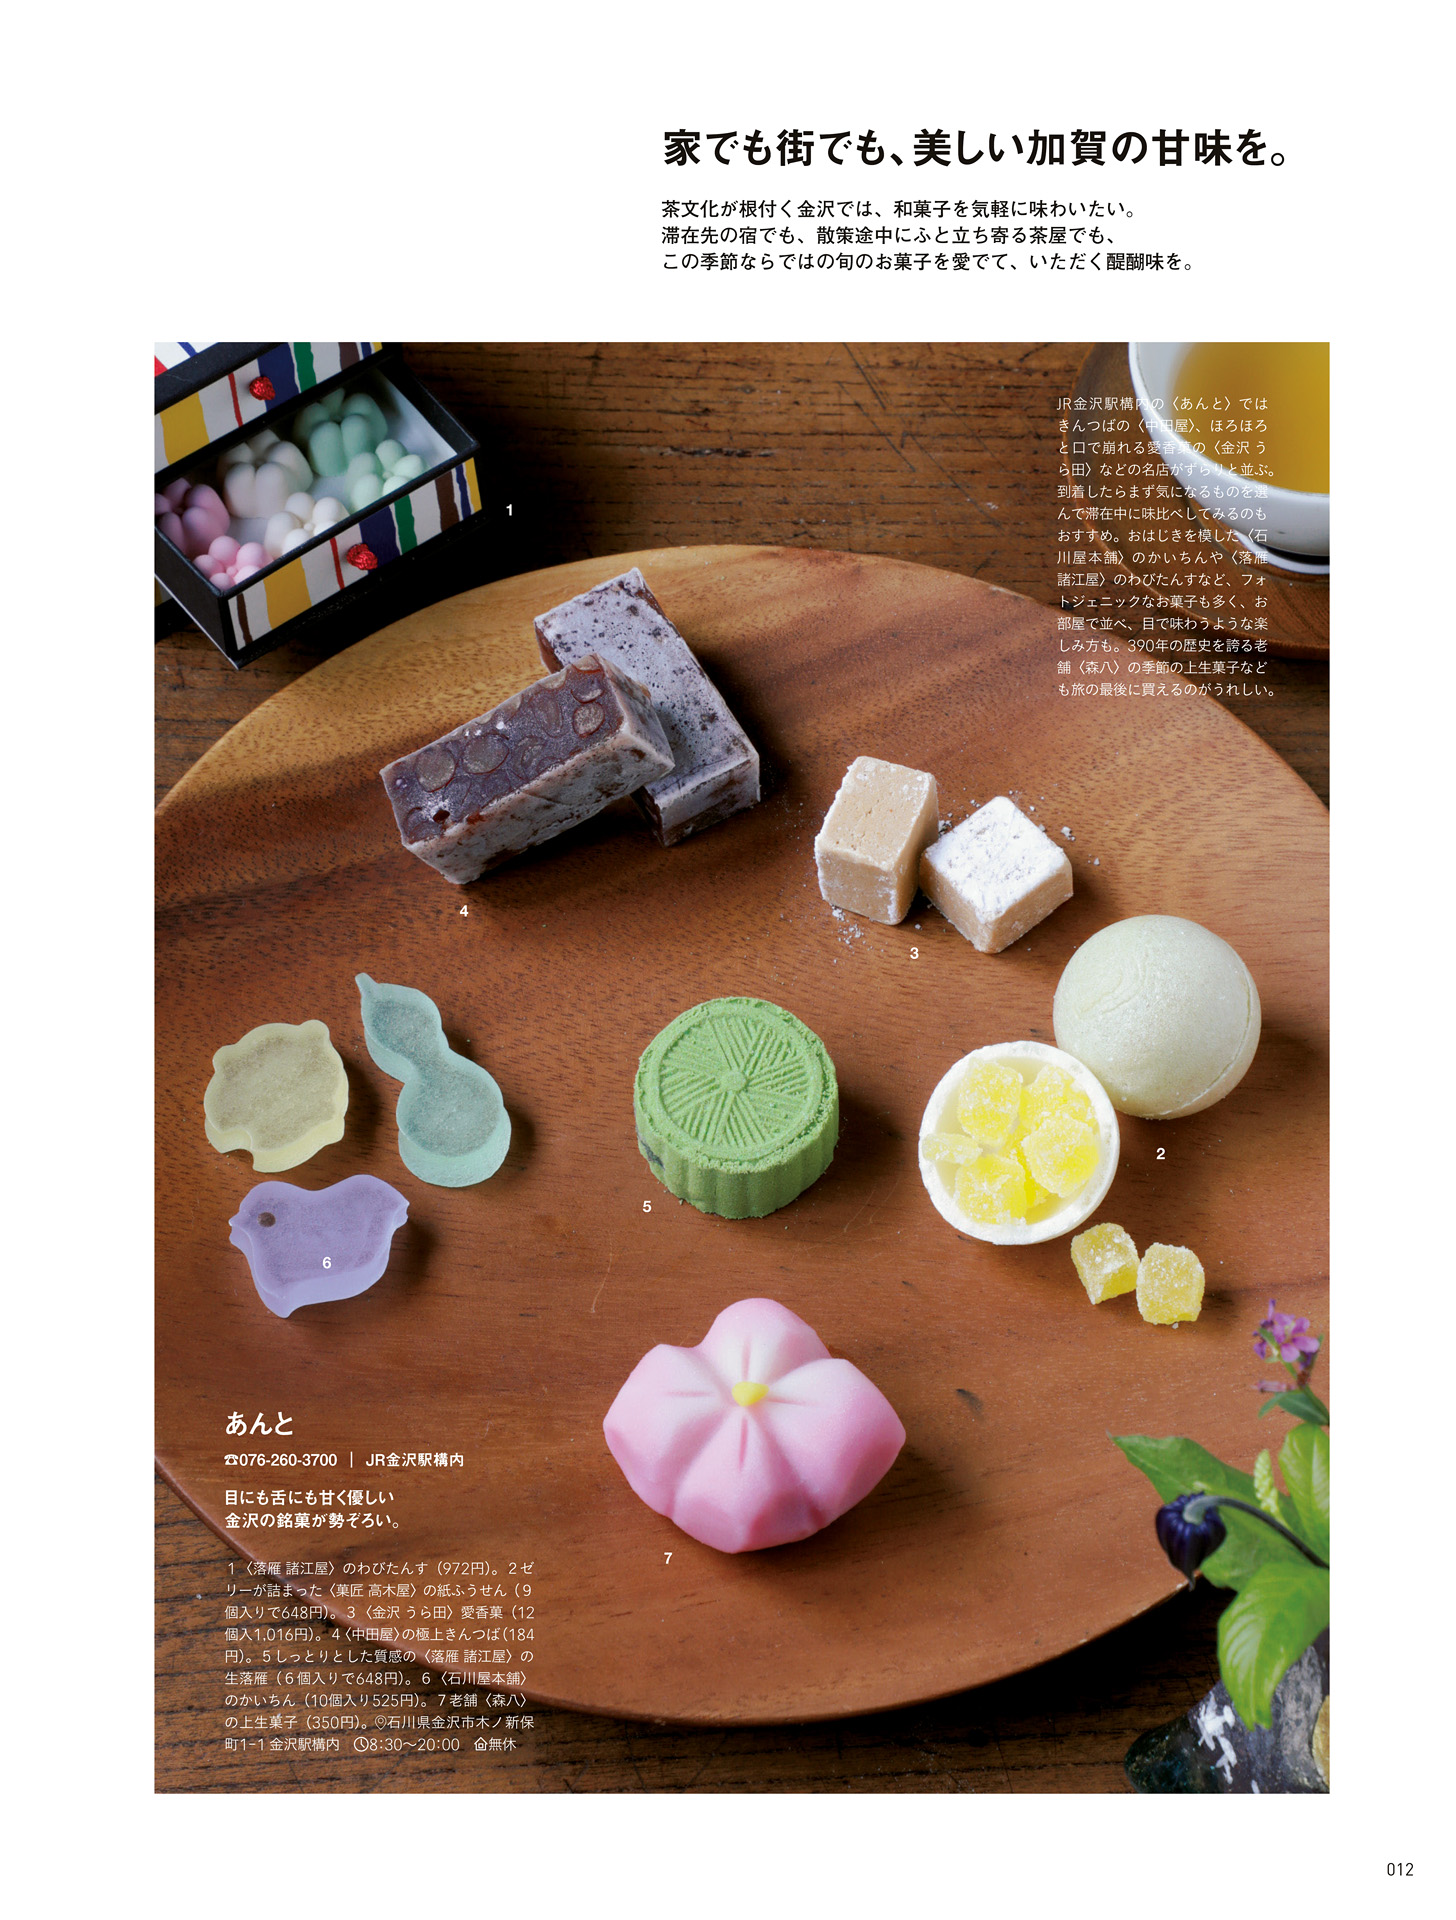 家でも街でも、美しい加賀の甘味を。
茶文化が根付く金沢では、和菓子を気軽に味わいたい。
滞在先の宿でも、散策途中にふと立ち寄る茶屋でも、
この季節ならではの旬のお菓子を愛でて、いただく醍醐味を。
JR金沢駅構内の〈あんと〉では
きんつばの〈中田屋〉、ほろほろ
と口で崩れる愛香菓の〈金沢 う
ら田〉などの名店がずらりと並ぶ。
到着したらまず気になるものを選
んで滞在中に味比べしてみるのも
おすすめ。おはじきを模した〈石
川屋本舗〉のかいちんや〈落雁
諸江屋〉のわびたんすなど、フォ
トジェニックなお菓子も多く、お
部屋で並べ、目で味わうような楽
しみ方も。390年の歴史を誇る老
舗〈森八〉の季節の上生菓子など
も旅の最後に買えるのがうれしい。
1
4
3
2
5
6
7
あんと
☎076-260-3700 | JR金沢駅構内
目にも舌にも甘く優しい
金沢の銘菓が勢ぞろい。
1〈落雁 諸江屋〉のわびたんす（972円）。2ゼ
リーが詰まった〈菓匠 高木屋〉の紙ふうせん（9
個入りで648円）。3〈金沢 うら田〉愛香菓（12
個入1,016円）。4〈中田屋〉の極上きんつば（184
円）。5しっとりとした質感の〈落雁 諸江屋〉の
生落雁（6個入りで648円）。6〈石川屋本舗〉
のかいちん（10個入り525円）。7老舗〈森八〉
の上生菓子（350円）。石川県金沢市木ノ新保
町1-1 金沢駅構内 8:30〜20:00 無休
012